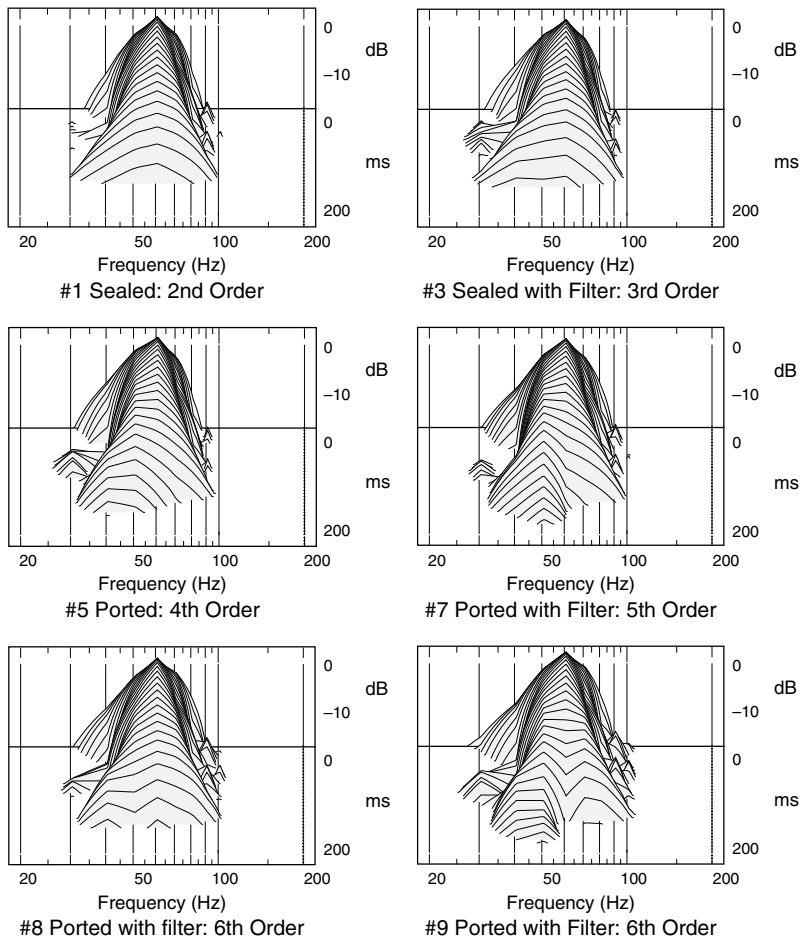 0
dB
–10
0
ms
200
20 50 100 200
Frequency (Hz)
#1 Sealed: 2nd Order
0
dB
–10
0
ms
200
20 50 100 200
Frequency (Hz)
#3 Sealed with Filter: 3rd Order
0
dB
–10
0
ms
200
20 50 100 200
Frequency (Hz)
#5 Ported: 4th Order
0
dB
–10
0
ms
200
20 50 100 200
Frequency (Hz)
#7 Ported with Filter: 5th Order
0
dB
–10
0
ms
200
20 50 100 200
Frequency (Hz)
#8 Ported with filter: 6th Order
0
dB
–10
0
ms
200
20 50 100 200
Frequency (Hz)
#9 Ported with Filter: 6th Order